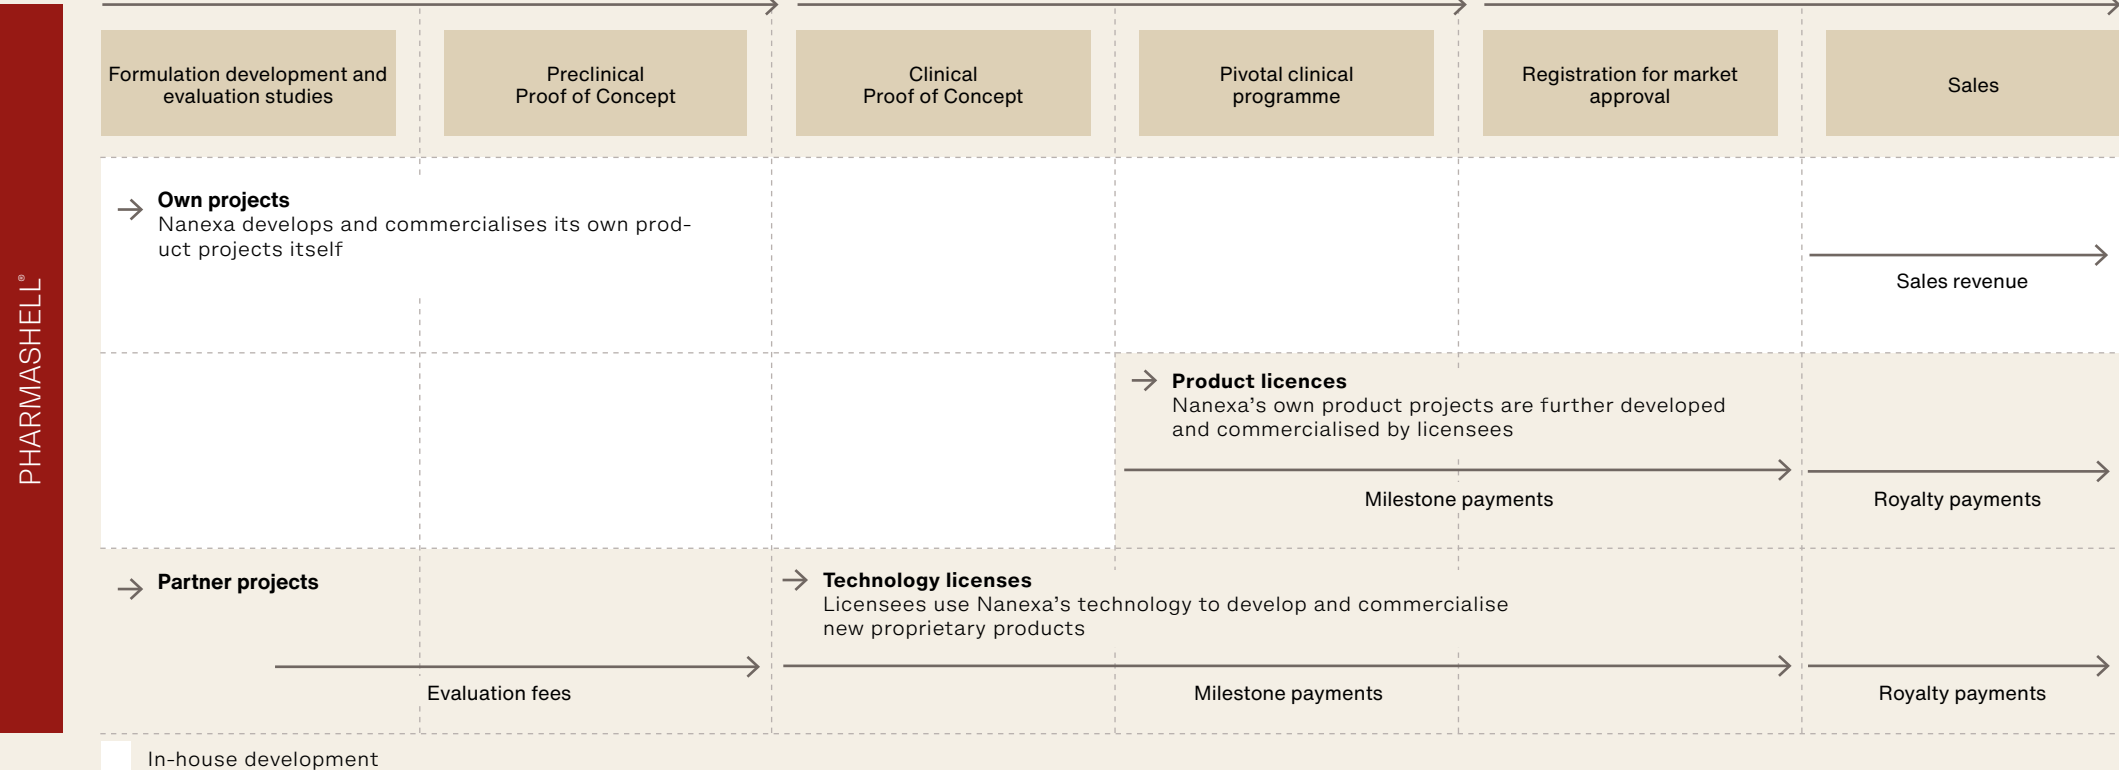 Formulation development and
evaluation studies
Preclinical
Proof of Concept
Clinical
Proof of Concept
Pivotal clinical
programme
Registration for market
approval
Sales
PHARMASHELL®
Own projects
Nanexa develops and commercialises its own prod-
uct projects itself
Sales revenue
Product licences
Nanexa’s own product projects are further developed
and commercialised by licensees
Milestone payments
Royalty payments
Partner projects
Evaluation fees
Technology licenses
Licensees use Nanexa’s technology to develop and commercialise
new proprietary products
Milestone payments
Royalty payments
In-house development